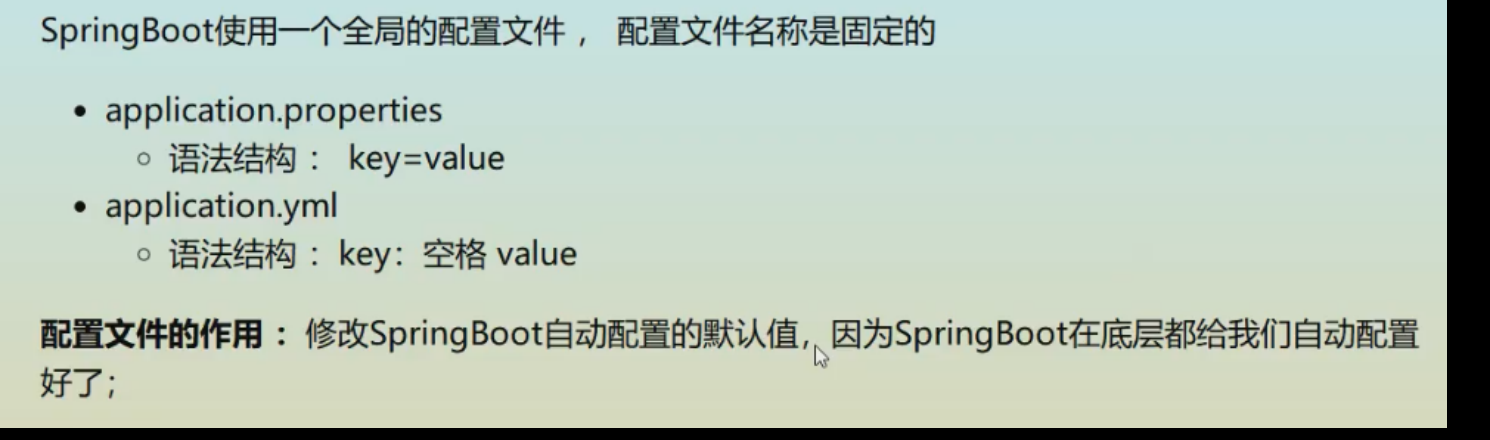 SpringBoot使用一个全局的配置文件 ， 配置文件名称是固定的
• application.properties
○ 语法结构 ： key=value
• application.yml
○ 语法结构 ：key：空格 value
配置文件的作用 ：修改SpringBoot自动配置的默认值，因为SpringBoot在底层都给我们自动配置
好了；